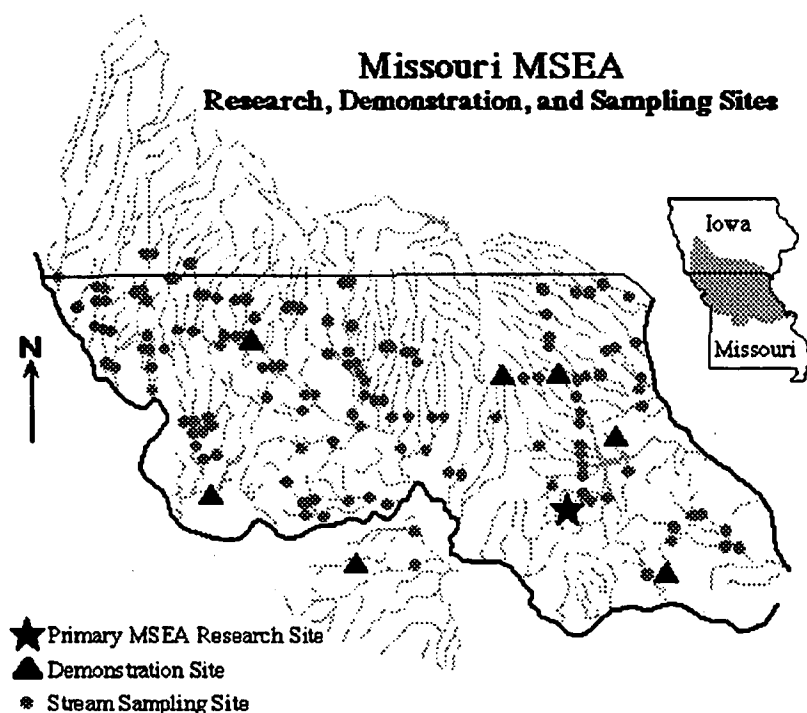 Missouri MSEA
Research, Demonstration, and Sampling Sites
Iowa
Missouri
N
Primary MSEA Research Site
Demonstration Site
Stream Sampling Site